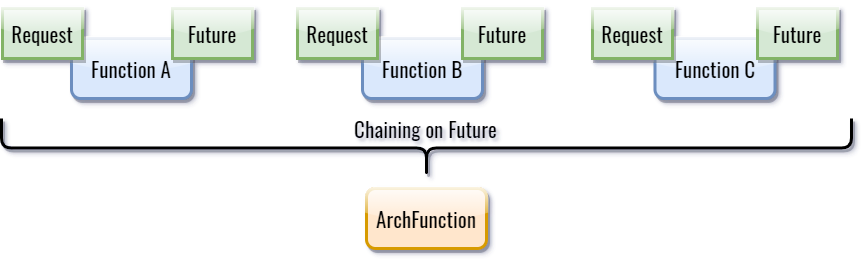 Request Future Request Future Request Future
Function A Function B Function C
Chaining on Future
ArchFunction